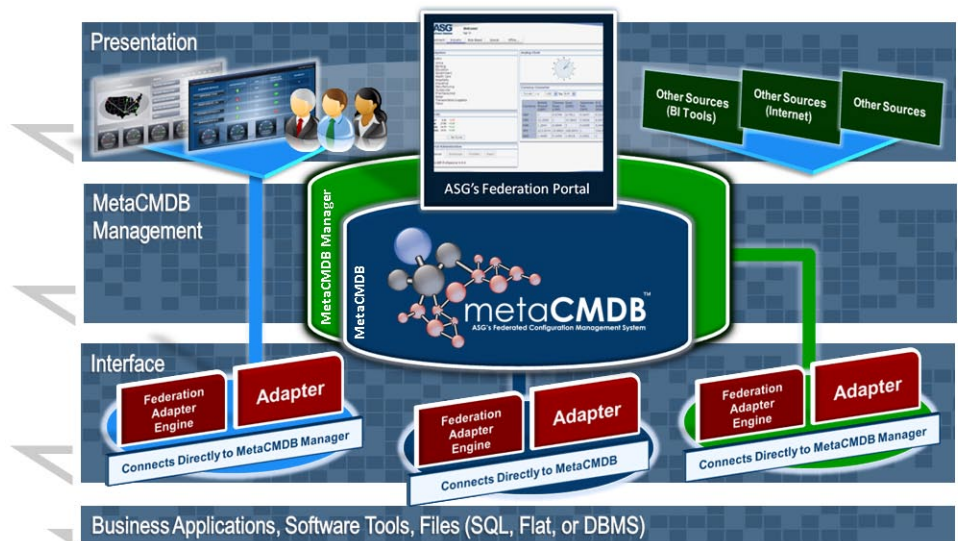 Presentation
ASG
ASG's Federation Portal
Other Sources
(BI Tools)
Other Sources
(Internet)
Other Sources
MetaCMDB
Management
MetaCMDB Manager
MetaCMDB
metaCMDB™
ASG's Federated Configuration Management System
Interface
Federation
Adapter
Engine
Adapter
Connects Directly to MetaCMDB Manager
Federation
Adapter
Engine
Adapter
Connects Directly to MetaCMDB
Federation
Adapter
Engine
Adapter
Connects Directly to MetaCMDB Manager
Business Applications, Software Tools, Files (SQL, Flat, or DBMS)